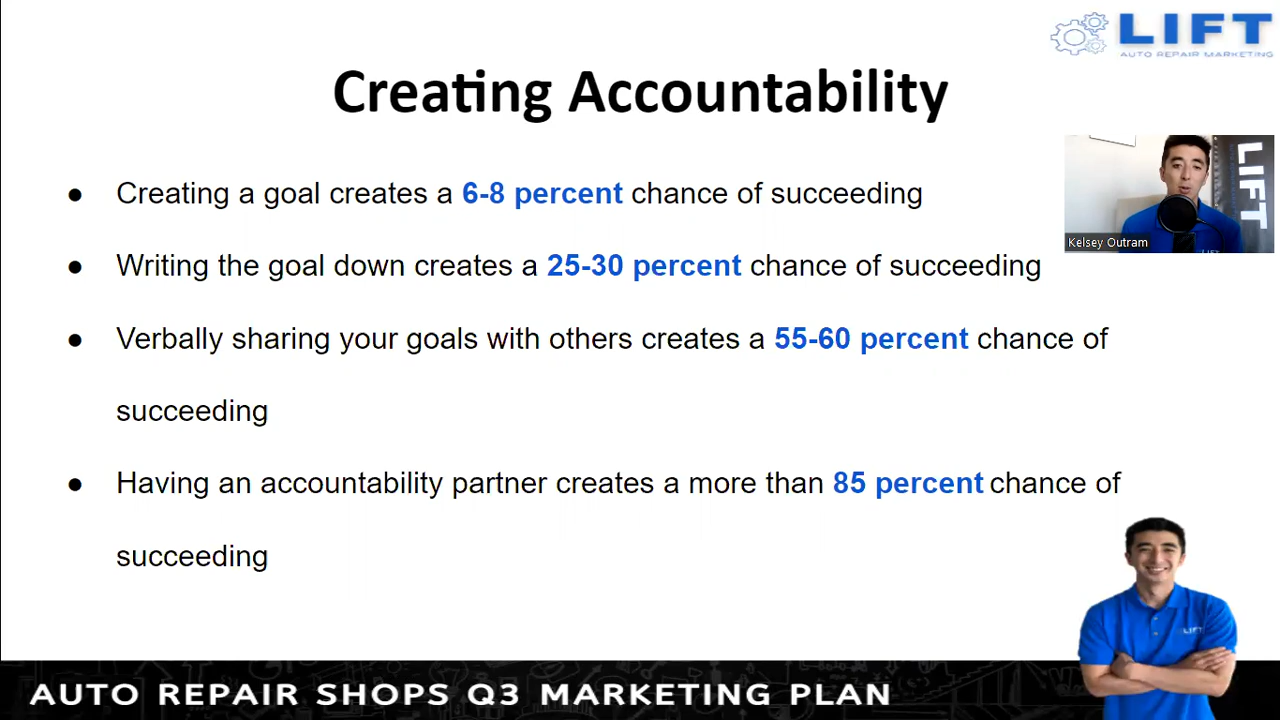 LIFT
AUTO REPAIR MARKETING
Creating Accountability
● Creating a goal creates a 6-8 percent chance of succeeding
LIFT
Kelsey Outram
LIFT
● Writing the goal down creates a 25-30 percent chance of succeeding
● Verbally sharing your goals with others creates a 55-60 percent chance of
succeeding
● Having an accountability partner creates a more than 85 percent chance of
succeeding
LIFT
AUTO REPAIR SHOPS Q3 MARKETING PLAN